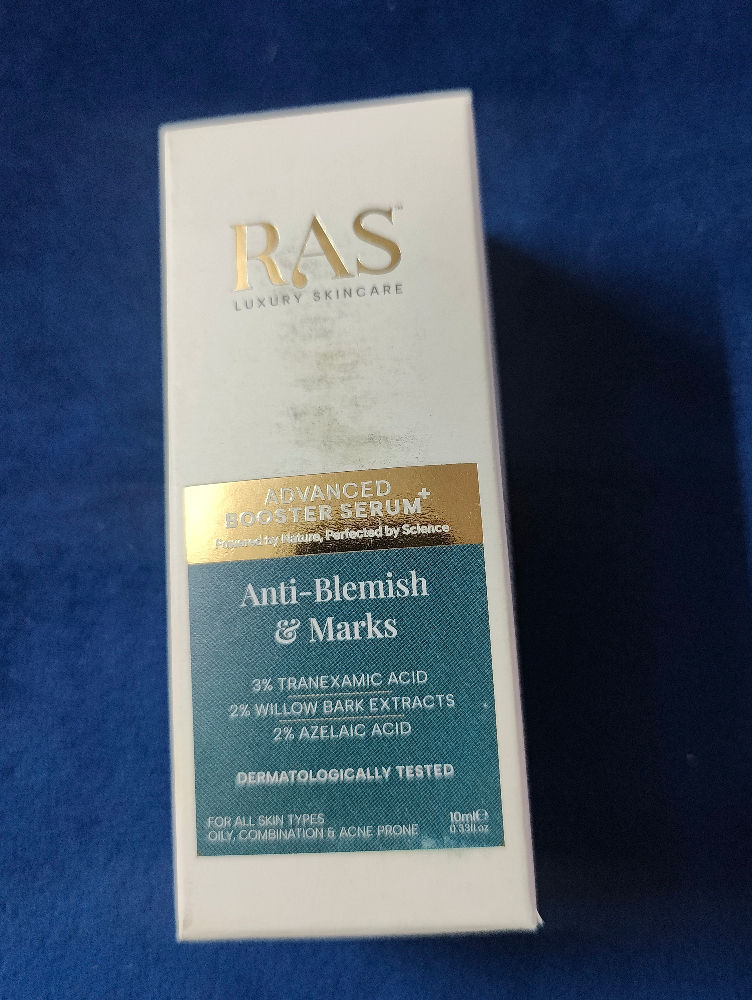 RAS™
LUXURY SKINCARE
ADVANCED
BOOSTER SERUM+
Powered by Nature, Perfected by Science
Anti-Blemish
& Marks
3% TRANEXAMIC ACID
2% WILLOW BARK EXTRACTS
2% AZELAIC ACID
DERMATOLOGICALLY TESTED
FOR ALL SKIN TYPES
OILY, COMBINATION & ACNE PRONE
10ml℮
0.33fl.oz